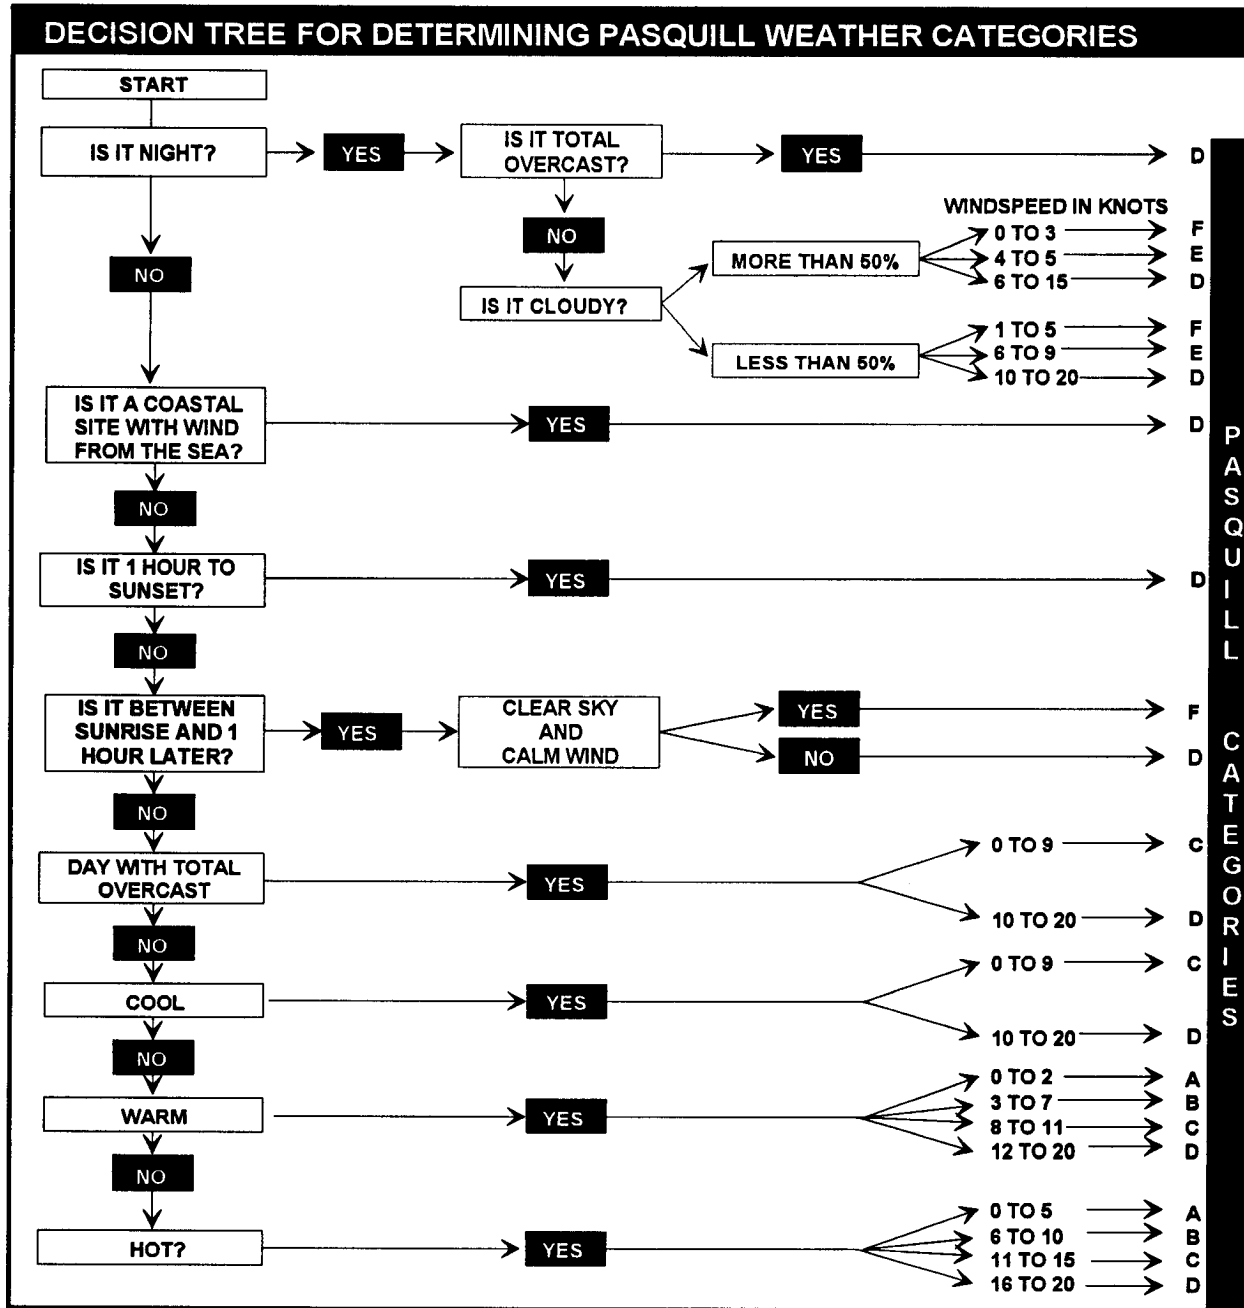 DECISION TREE FOR DETERMINING PASQUILL WEATHER CATEGORIES
START
IS IT NIGHT?
YES
IS IT TOTAL
OVERCAST?
YES
D
NO
NO
WINDSPEED IN KNOTS
IS IT CLOUDY?
MORE THAN 50%
0 TO 3 F
4 TO 5 E
6 TO 15 D
LESS THAN 50%
1 TO 5 F
6 TO 9 E
10 TO 20 D
IS IT A COASTAL
SITE WITH WIND
FROM THE SEA?
YES
D
NO
IS IT 1 HOUR TO
SUNSET?
YES
D
NO
IS IT BETWEEN
SUNRISE AND 1
HOUR LATER?
YES
CLEAR SKY
AND
CALM WIND
YES
F
NO
D
NO
DAY WITH TOTAL
OVERCAST
YES
0 TO 9 C
10 TO 20 D
NO
COOL
YES
0 TO 9 C
10 TO 20 D
NO
WARM
YES
0 TO 2 A
3 TO 7 B
8 TO 11 C
12 TO 20 D
NO
HOT?
YES
0 TO 5 A
6 TO 10 B
11 TO 15 C
16 TO 20 D
PASQUILL CATEGORIES